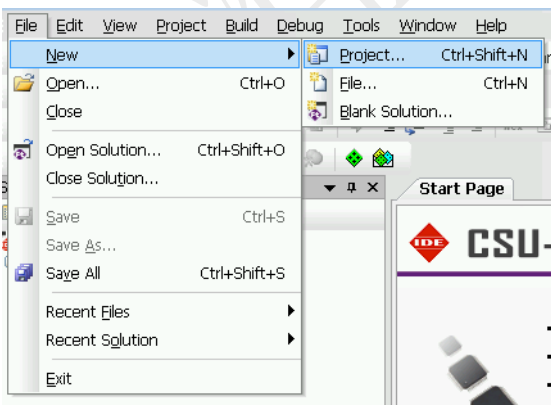 File Edit View Project Build Debug Tools Window Help
New
Project... Ctrl+Shift+N
Open... Ctrl+O
File... Ctrl+N
Close
Blank Solution...
Open Solution... Ctrl+Shift+O
Close Solution...
Start Page
Save Ctrl+S
Save As...
IDE CSU-
Save All Ctrl+Shift+S
Recent Files
Recent Solution
Exit